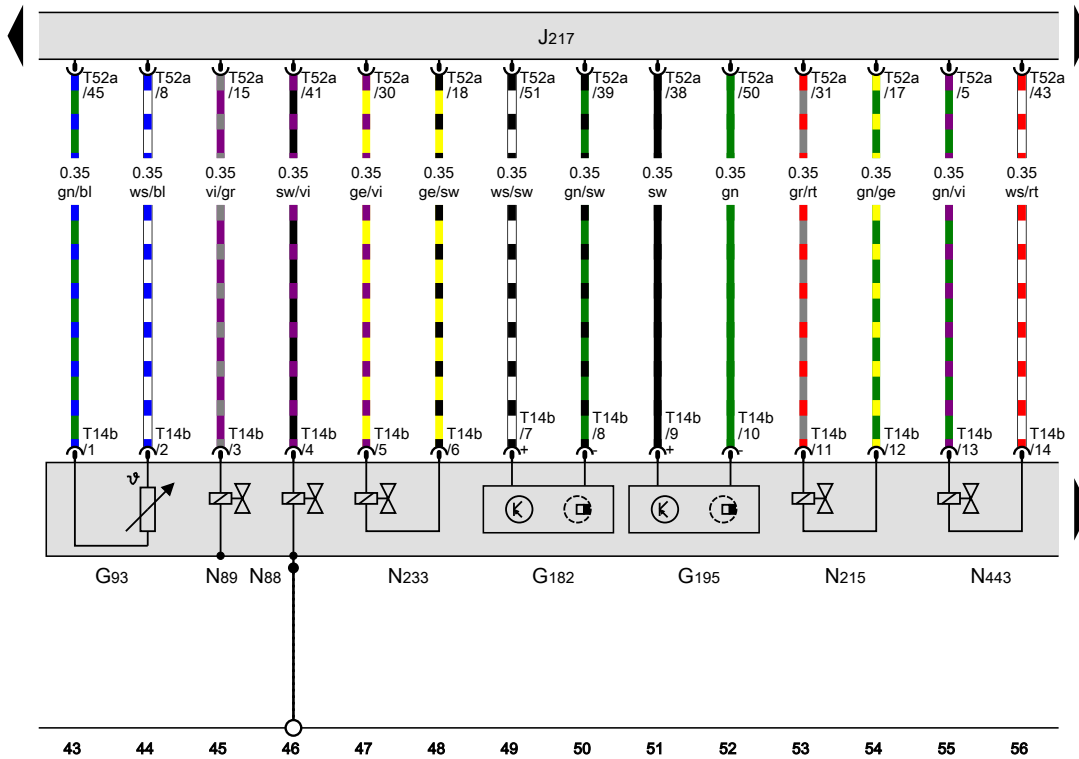 J217
T52a T52a T52a T52a T52a T52a T52a T52a T52a T52a T52a T52a T52a T52a
/45 /8 /15 /41 /30 /18 /51 /39 /38 /50 /31 /17 /5 /43
0.35 0.35 0.35 0.35 0.35 0.35 0.35 0.35 0.35 0.35 0.35 0.35 0.35 0.35
gn/bl ws/bl vi/gr sw/vi ge/vi ge/sw ws/sw gn/sw sw gn gr/rt gn/ge gn/vi ws/rt
T14b T14b T14b T14b T14b T14b T14b T14b T14b T14b T14b T14b T14b T14b
/1 /2 /3 /4 /5 /6 /7 /8 /9 /10 /11 /12 /13 /14
+ - + -
ϑ
G93 N89 N88 N233 G182 G195 N215 N443
43 44 45 46 47 48 49 50 51 52 53 54 55 56